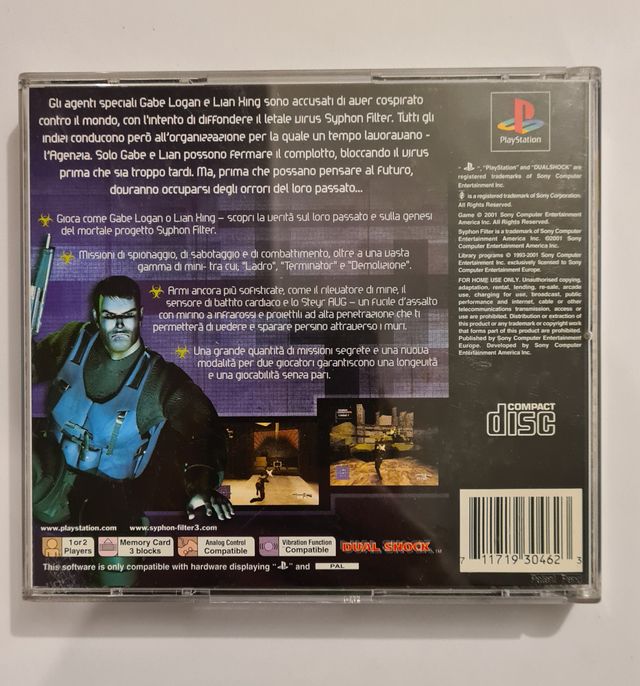 Gli agenti speciali Gabe Logan e Lian Xing sono accusati di aver cospirato
contro il mondo, con l'intento di diffondere il letale virus Syphon Filter. Tutti gli
indizi conducono però all'organizzazione per la quale un tempo lavoravano -
l'Agenzia. Solo Gabe e Lian possono fermare il complotto, bloccando il virus
prima che sia troppo tardi. Ma, prima che possano pensare al futuro,
dovranno occuparsi degli orrori del loro passato...
Gioca come Gabe Logan o Lian Xing – scopri la verità sul loro passato e sulla genesi
del mortale progetto Syphon Filter.
Missioni di spionaggio, di sabotaggio e di combattimento, oltre a una vasta
gamma di mini- tra cui, "Ladro", "Terminator" e "Demolizione".
Armi ancora più sofisticate, come il rilevatore di mine, il
sensore di battito cardiaco e lo Steyr AUG – un fucile d'assalto
con mirino a infrarossi e proiettili ad alta penetrazione che ti
permetterà di vedere e sparare persino attraverso i muri.
Una grande quantità di missioni segrete e una nuova
modalità per due giocatori garantiscono una longevità
e una giocabilità senza pari.
PlayStation
", "PlayStation" and "DUALSHOCK" are
registered trademarks of Sony Computer
Entertainment Inc.
is a registered trademark of Sony Corporation.
All Rights Reserved.
Game © 2001 Sony Computer Entertainment
America Inc. All Rights Reserved.
Syphon Filter is a trademark of Sony Computer
Entertainment America Inc. ©2001 Sony
Computer Entertainment America Inc.
Library programs © 1993-2001 Sony Computer
Entertainment Inc. exclusively licensed to Sony
Computer Entertainment Europe.
FOR HOME USE ONLY. Unauthorised copying,
adaptation, rental, lending, re-sale, arcade
use, charging for use, broadcast, public
performance and internet, cable or other
telecommunications transmission, access or
use are prohibited. Distribution or extraction of
this product or any trademark or copyright work
that forms part of this product are prohibited.
Published by Sony Computer Entertainment
Europe. Developed by Sony Computer
Entertainment America Inc.
COMPACT
disc
www.playstation.com www.syphon-filter3.com
1 or 2
Players
Memory Card
3 blocks
Analog Control
Compatible
Vibration Function
Compatible
DUAL SHOCK™
This software is only compatible with hardware displaying " " and PAL
7 11719 30462 3